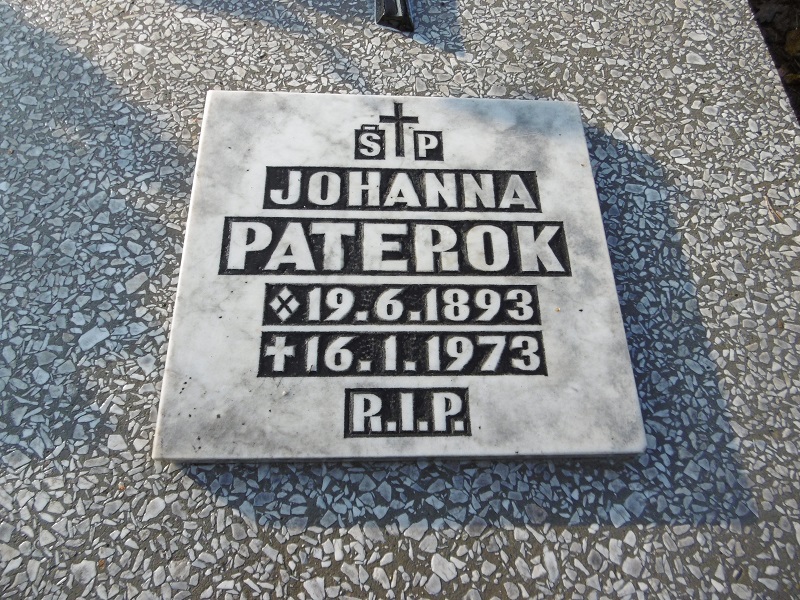 Ś P
JOHANNA
PATEROK
19.6.1893
16.1.1973
R.I.P.